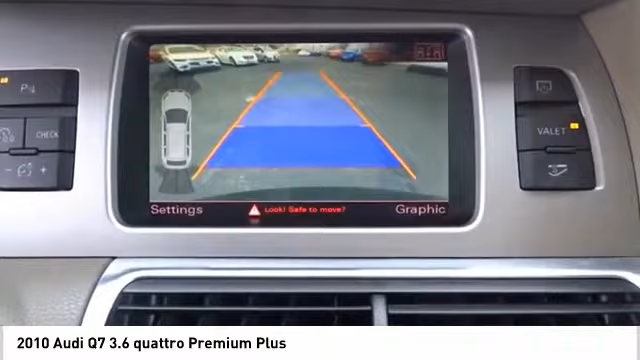 P
CHECK
- +
VALET
Settings
Look! Safe to move?
Graphic
2010 Audi Q7 3.6 quattro Premium Plus